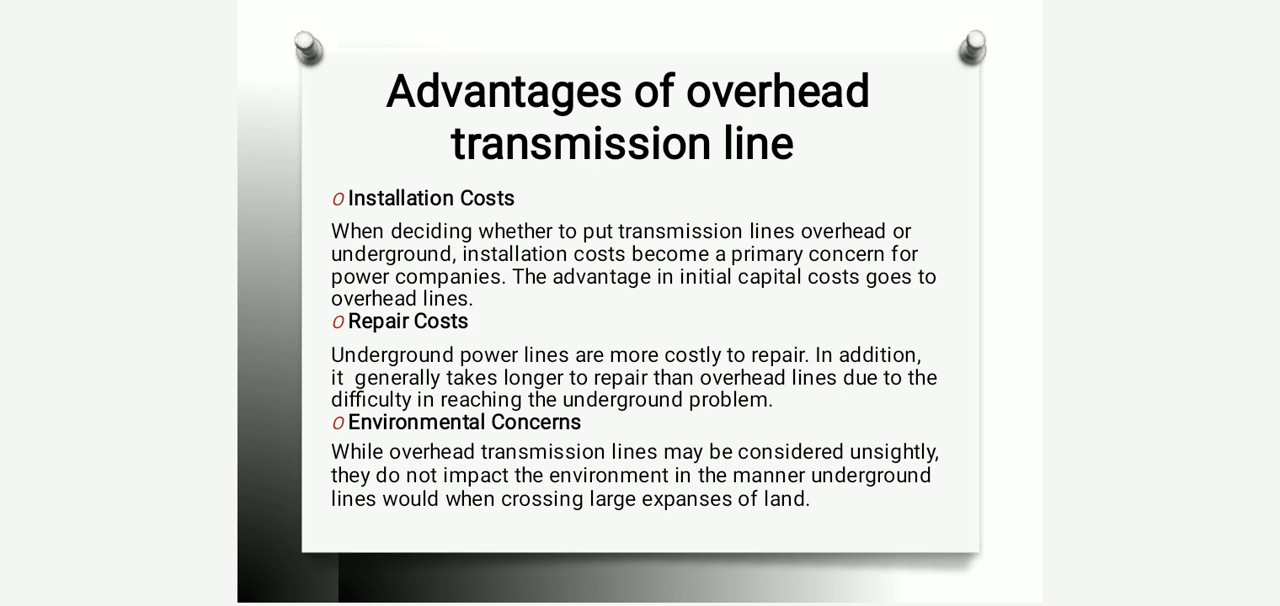 Advantages of overhead
transmission line
O Installation Costs
When deciding whether to put transmission lines overhead or
underground, installation costs become a primary concern for
power companies. The advantage in initial capital costs goes to
overhead lines.
O Repair Costs
Underground power lines are more costly to repair. In addition,
it  generally takes longer to repair than overhead lines due to the
difficulty in reaching the underground problem.
O Environmental Concerns
While overhead transmission lines may be considered unsightly,
they do not impact the environment in the manner underground
lines would when crossing large expanses of land.